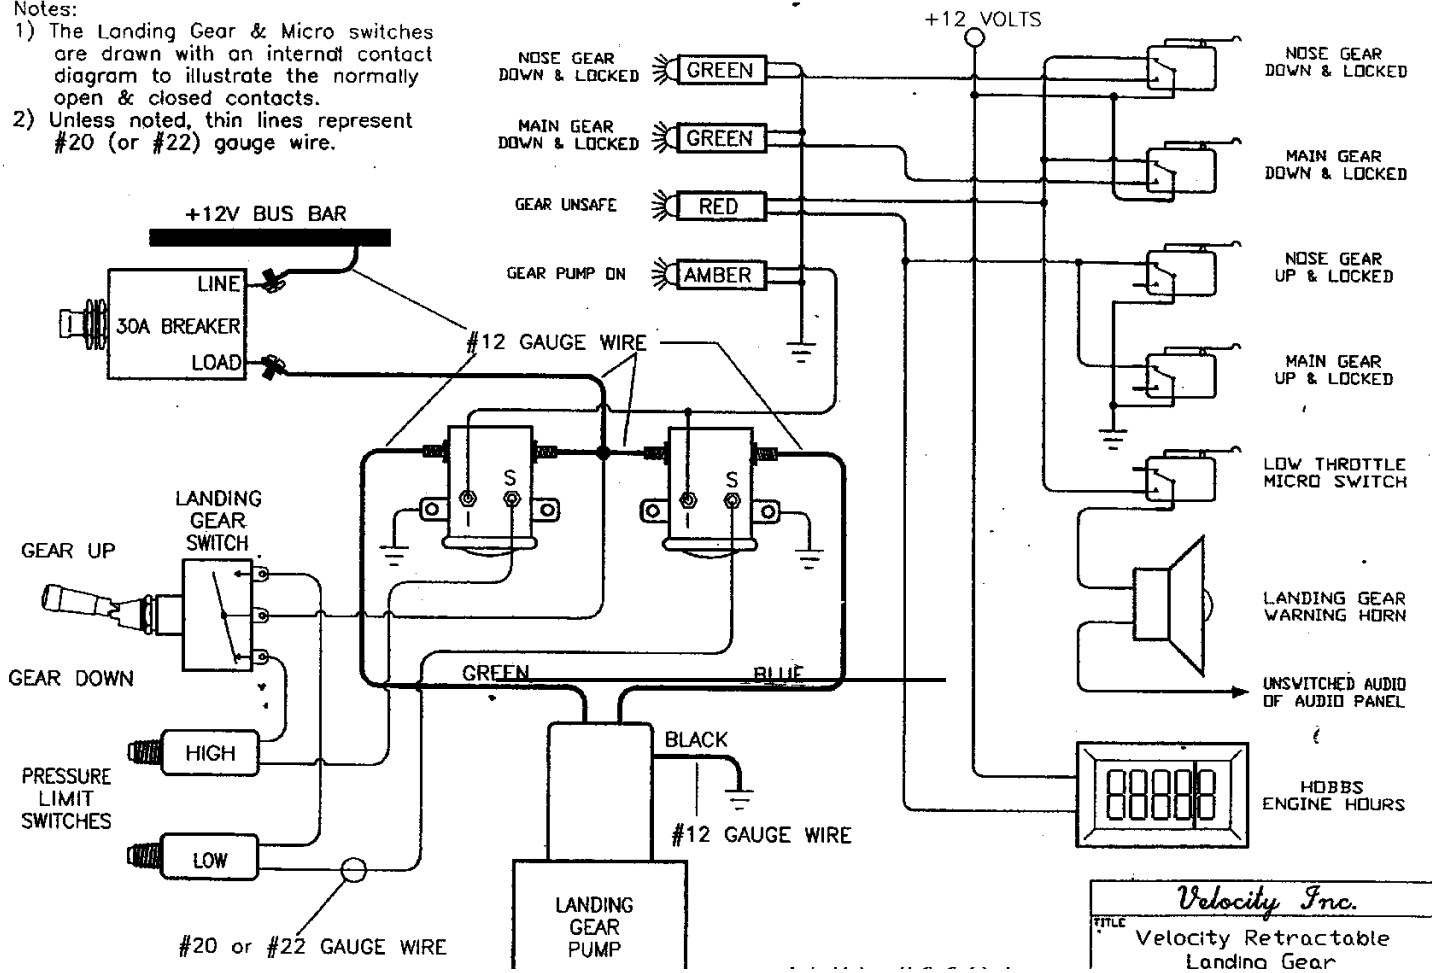 Notes:
1) The Landing Gear & Micro switches
are drawn with an internal contact
diagram to illustrate the normally
open & closed contacts.
2) Unless noted, thin lines represent
#20 (or #22) gauge wire.
+12V BUS BAR
LINE
30A BREAKER
LOAD
#12 GAUGE WIRE
NOSE GEAR
DOWN & LOCKED
GREEN
MAIN GEAR
DOWN & LOCKED
GREEN
GEAR UNSAFE
RED
GEAR PUMP ON
AMBER
+12 VOLTS
NOSE GEAR
DOWN & LOCKED
MAIN GEAR
DOWN & LOCKED
NOSE GEAR
UP & LOCKED
MAIN GEAR
UP & LOCKED
LOW THROTTLE
MICRO SWITCH
LANDING GEAR
WARNING HORN
UNSWITCHED AUDIO
OF AUDIO PANEL
HOBBS
ENGINE HOURS
S
I
S
I
LANDING
GEAR
SWITCH
GEAR UP
GEAR DOWN
HIGH
PRESSURE
LIMIT
SWITCHES
LOW
#20 or #22 GAUGE WIRE
GREEN
BLUE
BLACK
#12 GAUGE WIRE
LANDING
GEAR
PUMP
Velocity Inc.
TITLE
Velocity Retractable
Landing Gear